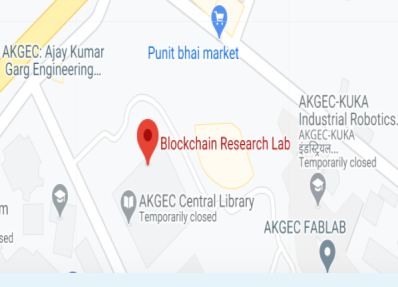 Punit bhai market
AKGEC: Ajay Kumar
Garg Engineering...
AKGEC-KUKA
Industrial Robotics.
AKGEC-KUKA
इंडस्ट्रियल...
Temporarily closed
Blockchain Research Lab
AKGEC Central Library
Temporarily closed
AKGEC FABLAB
m
sed